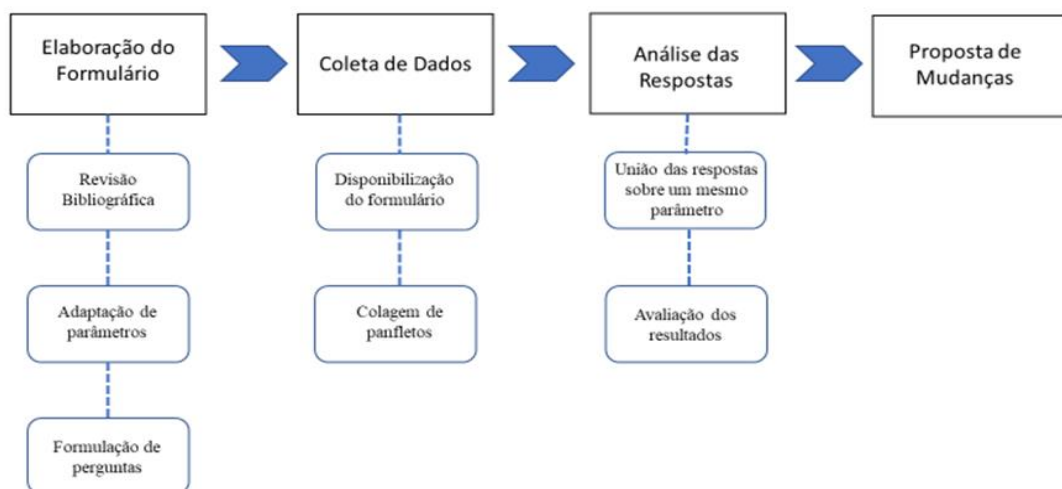 Elaboração do
Formulário
Coleta de Dados
Análise das
Respostas
Proposta de
Mudanças
Revisão
Bibliográfica
Disponibilização
do formulário
União das respostas
sobre um mesmo
parâmetro
Adaptação de
parâmetros
Colagem de
panfletos
Avaliação dos
resultados
Formulação de
perguntas